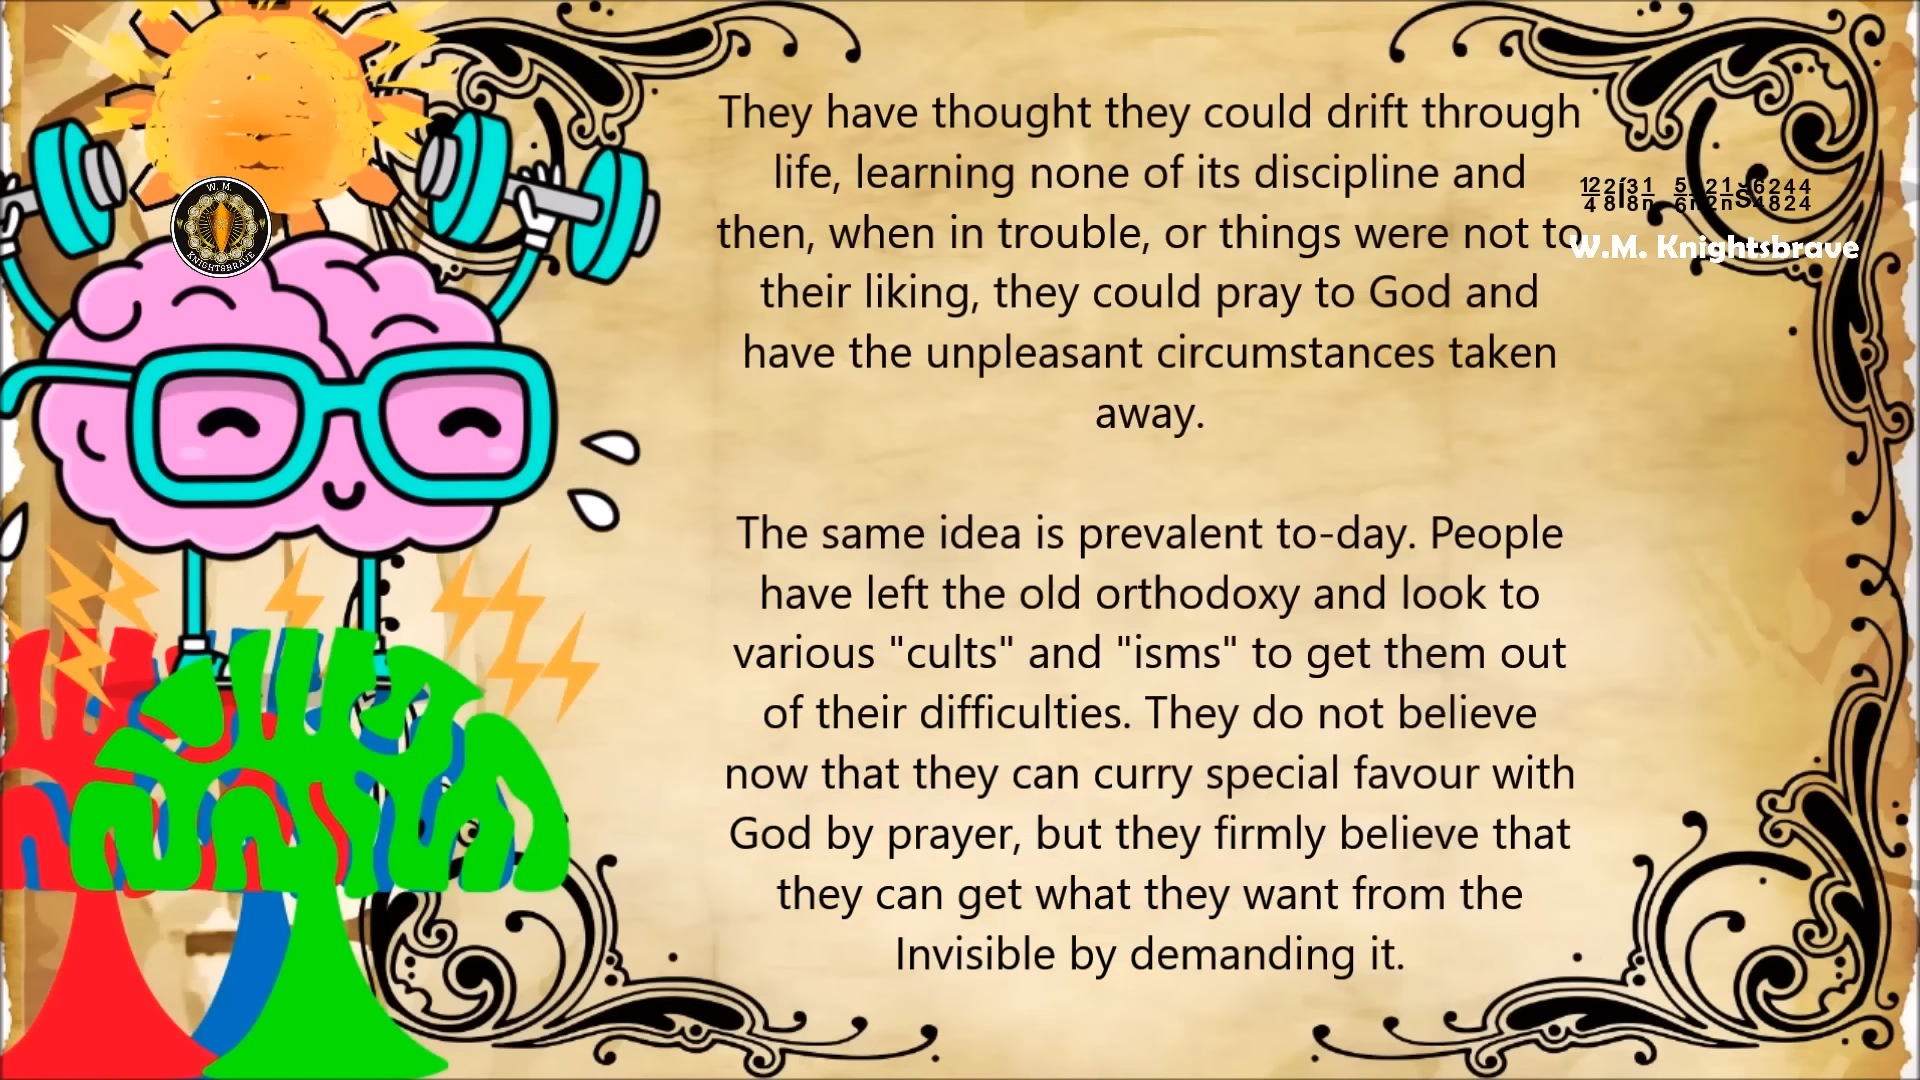 They have thought they could drift through
life, learning none of its discipline and
then, when in trouble, or things were not to
their liking, they could pray to God and
have the unpleasant circumstances taken
away.
The same idea is prevalent to-day. People
have left the old orthodoxy and look to
various "cults" and "isms" to get them out
of their difficulties. They do not believe
now that they can curry special favour with
God by prayer, but they firmly believe that
they can get what they want from the
Invisible by demanding it.
W.M. Knightsbrave
W. M.
KNIGHTSBRAVE